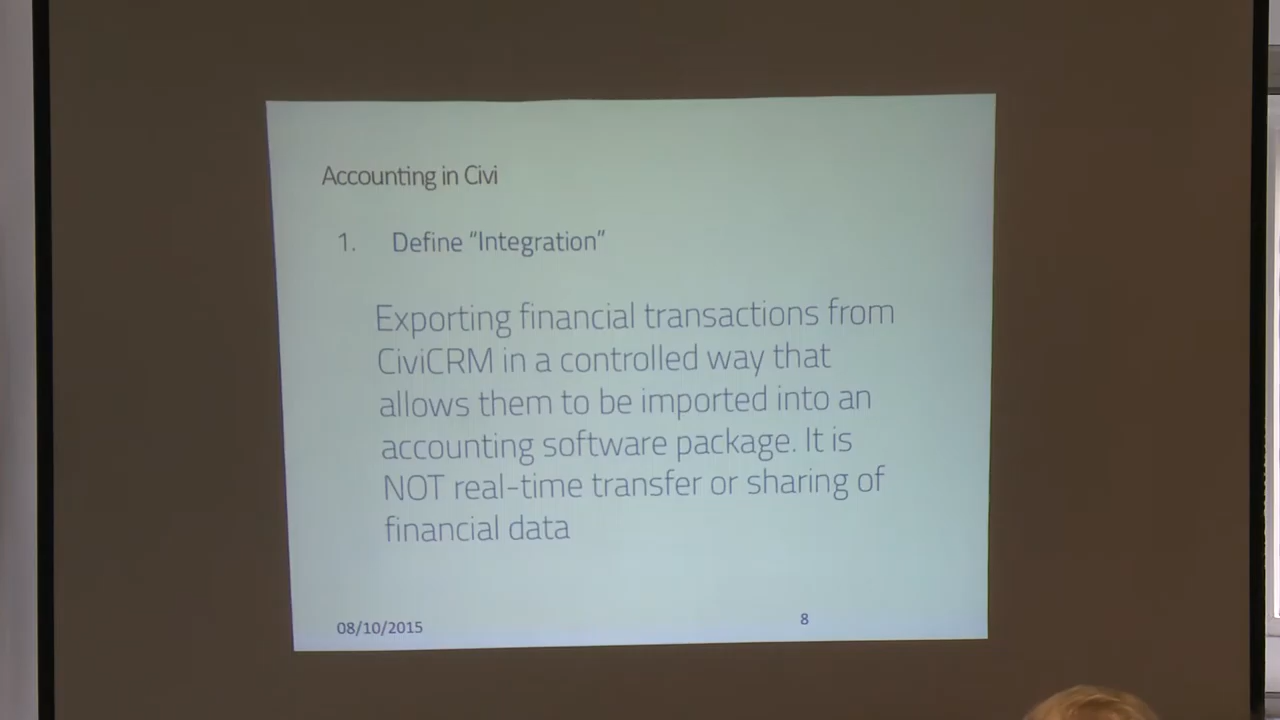 Accounting in Civi
1. Define “Integration”
Exporting financial transactions from
CiviCRM in a controlled way that
allows them to be imported into an
accounting software package. It is
NOT real-time transfer or sharing of
financial data
08/10/2015
8